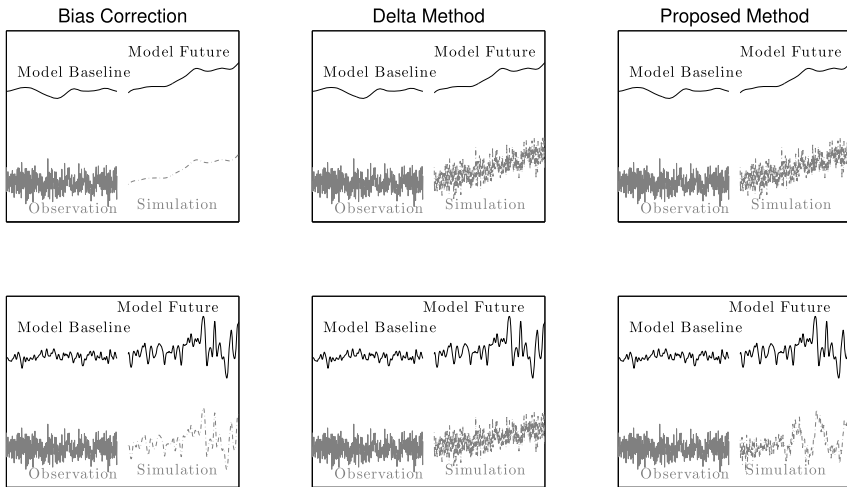 Bias Correction
Delta Method
Proposed Method
Model Future
Model Baseline
Observation
Simulation
Model Future
Model Baseline
Observation
Simulation
Model Future
Model Baseline
Observation
Simulation
Model Future
Model Baseline
Observation
Simulation
Model Future
Model Baseline
Observation
Simulation
Model Future
Model Baseline
Observation
Simulation